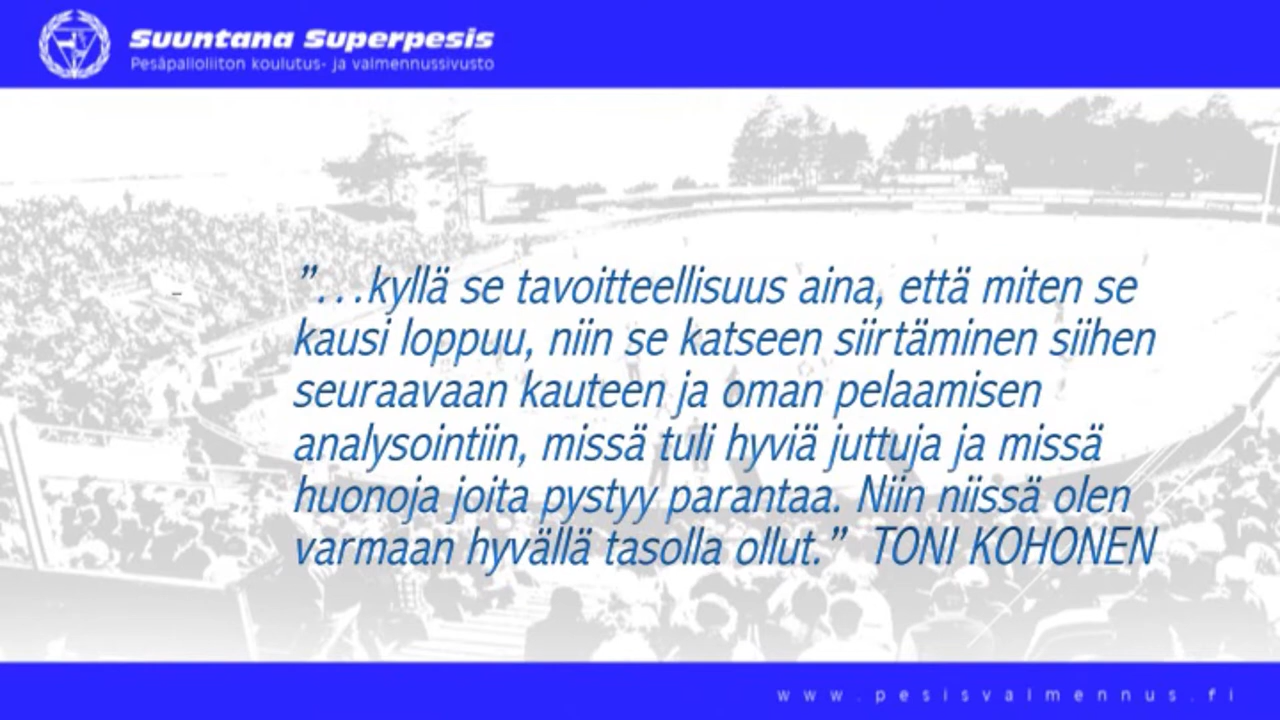 Suuntana Superpesis
Pesäpalloliiton koulutus- ja valmennussivusto
”…kyllä se tavoitteellisuus aina, että miten se
kausi loppuu, niin se katseen siirtäminen siihen
seuraavaan kauteen ja oman pelaamisen
analysointiin, missä tuli hyviä juttuja ja missä
huonoja joita pystyy parantaa. Niin niissä olen
varmaan hyvällä tasolla ollut.” TONI KOHONEN
www.pesisvalmennus.fi